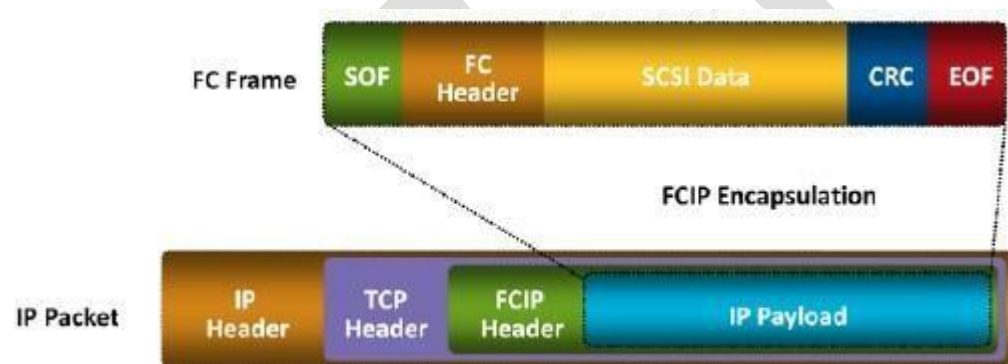 FC Frame
SOF
FC
Header
SCSI Data
CRC
EOF
FCIP Encapsulation
IP Packet
IP
Header
TCP
Header
FCIP
Header
IP Payload